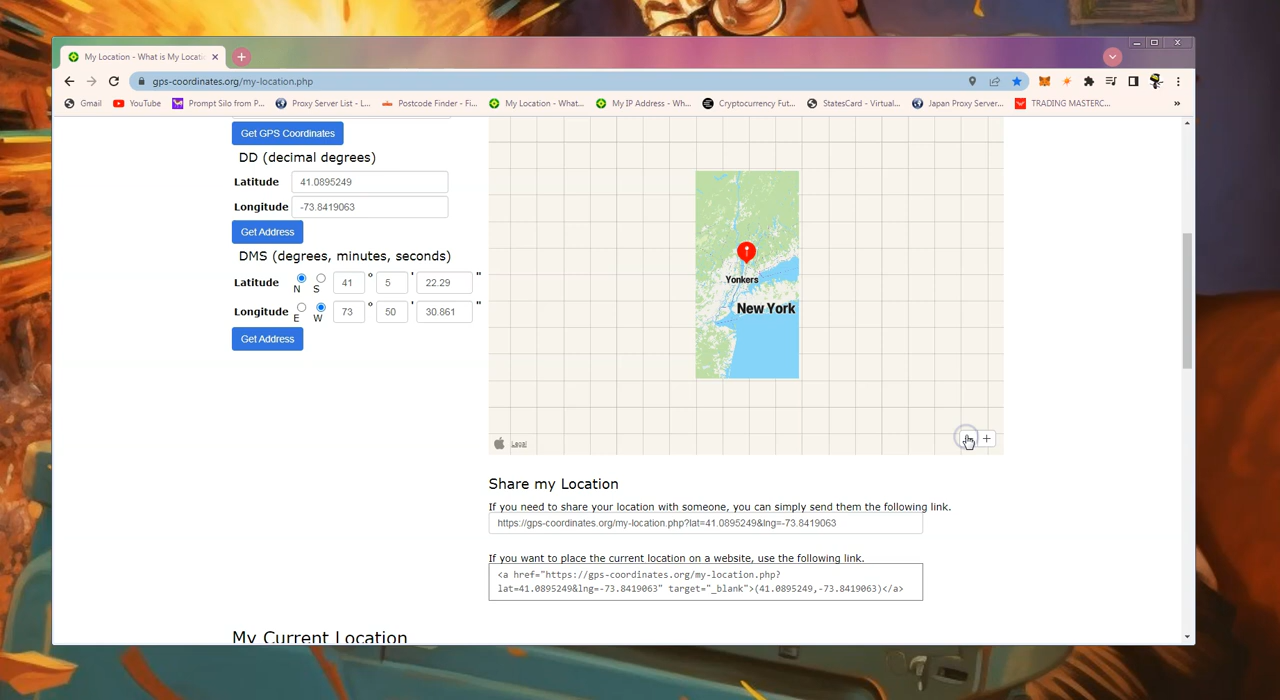 My Location - What is My Locati
gps-coordinates.org/my-location.php
Gmail
YouTube
Prompt Silo from P...
Proxy Server List - L...
Postcode Finder - Fi...
My Location - What...
My IP Address - Wh...
Cryptocurrency Fut...
StatesCard - Virtual...
Japan Proxy Server...
TRADING MASTERC...
»
Get GPS Coordinates
DD (decimal degrees)
Latitude 41.0895249
Longitude -73.8419063
Get Address
DMS (degrees, minutes, seconds)
Latitude N S 41 ° 5 ' 22.29 "
Longitude E W 73 ° 50 ' 30.861 "
Get Address
Yonkers
New York
Legal
+
Share my Location
If you need to share your location with someone, you can simply send them the following link.
https://gps-coordinates.org/my-location.php?lat=41.0895249&lng=-73.8419063
If you want to place the current location on a website, use the following link.
<a href="https://gps-coordinates.org/my-location.php?
lat=41.0895249&lng=-73.8419063" target="_blank">(41.0895249,-73.8419063)</a>
My Current Location